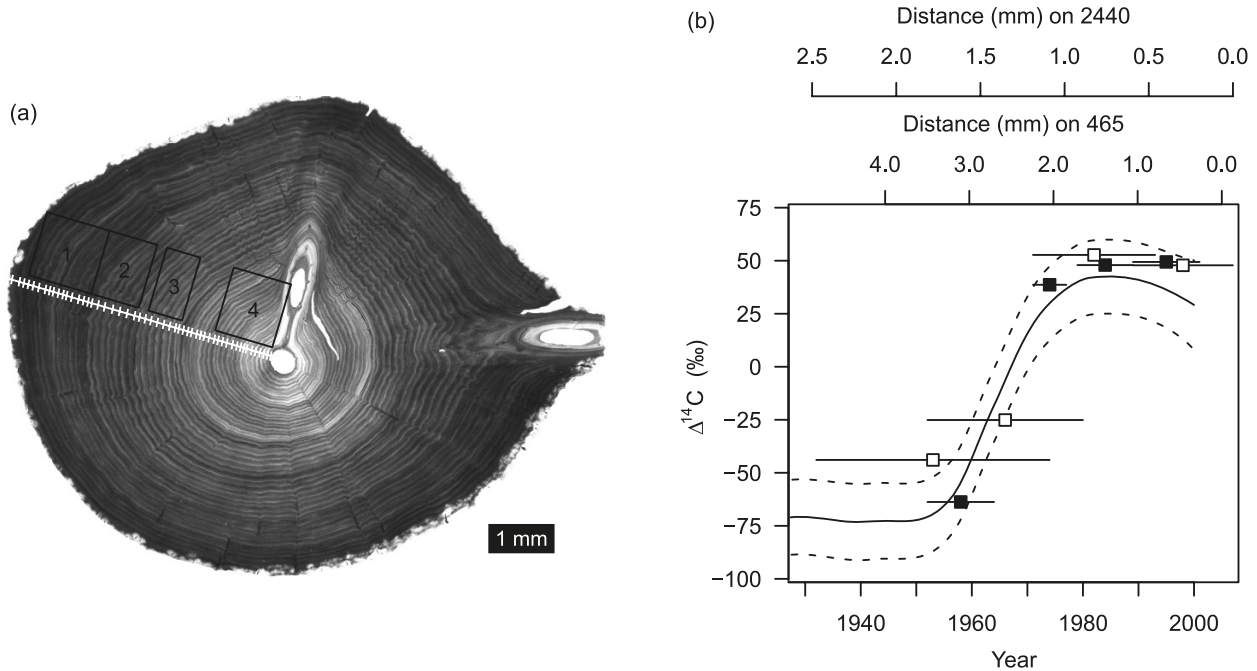 (a)
1
2
3
4
1 mm
(b)
Distance (mm) on 2440
2.5 2.0 1.5 1.0 0.5 0.0
Distance (mm) on 465
4.0 3.0 2.0 1.0 0.0
Δ¹⁴C (‰)
75
50
25
0
−25
−50
−75
−100
1940 1960 1980 2000
Year